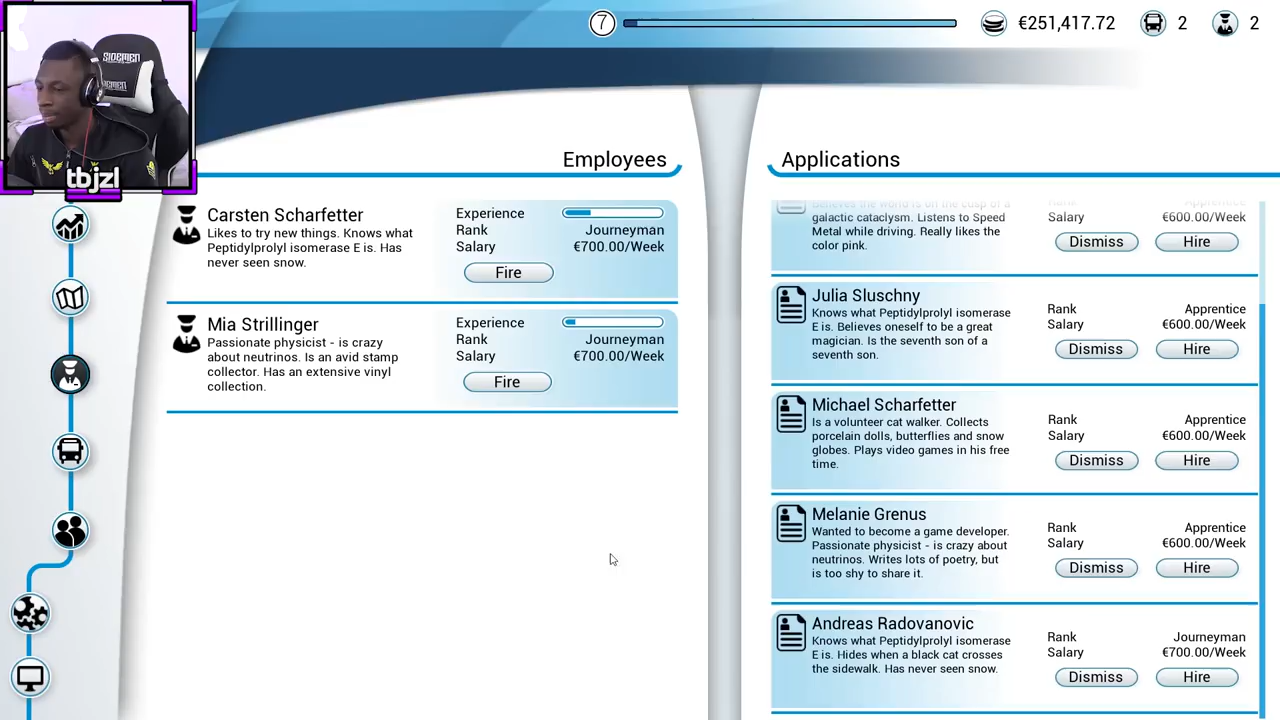 7
€251,417.72
2
2
SIDEMEN
tbjzl
Employees
Carsten Scharfetter
Likes to try new things. Knows what
Peptidylprolyl isomerase E is. Has
never seen snow.
Experience
Rank Journeyman
Salary €700.00/Week
Fire
Mia Strillinger
Passionate physicist - is crazy
about neutrinos. Is an avid stamp
collector. Has an extensive vinyl
collection.
Experience
Rank Journeyman
Salary €700.00/Week
Fire
Applications
Believes the world is on the cusp of a
galactic cataclysm. Listens to Speed
Metal while driving. Really likes the
color pink.
Salary €600.00/Week
Dismiss Hire
Julia Sluschny
Knows what Peptidylprolyl isomerase
E is. Believes oneself to be a great
magician. Is the seventh son of a
seventh son.
Rank Apprentice
Salary €600.00/Week
Dismiss Hire
Michael Scharfetter
Is a volunteer cat walker. Collects
porcelain dolls, butterflies and snow
globes. Plays video games in his free
time.
Rank Apprentice
Salary €600.00/Week
Dismiss Hire
Melanie Grenus
Wanted to become a game developer.
Passionate physicist - is crazy about
neutrinos. Writes lots of poetry, but
is too shy to share it.
Rank Apprentice
Salary €600.00/Week
Dismiss Hire
Andreas Radovanovic
Knows what Peptidylprolyl isomerase
E is. Hides when a black cat crosses
the sidewalk. Has never seen snow.
Rank Journeyman
Salary €700.00/Week
Dismiss Hire